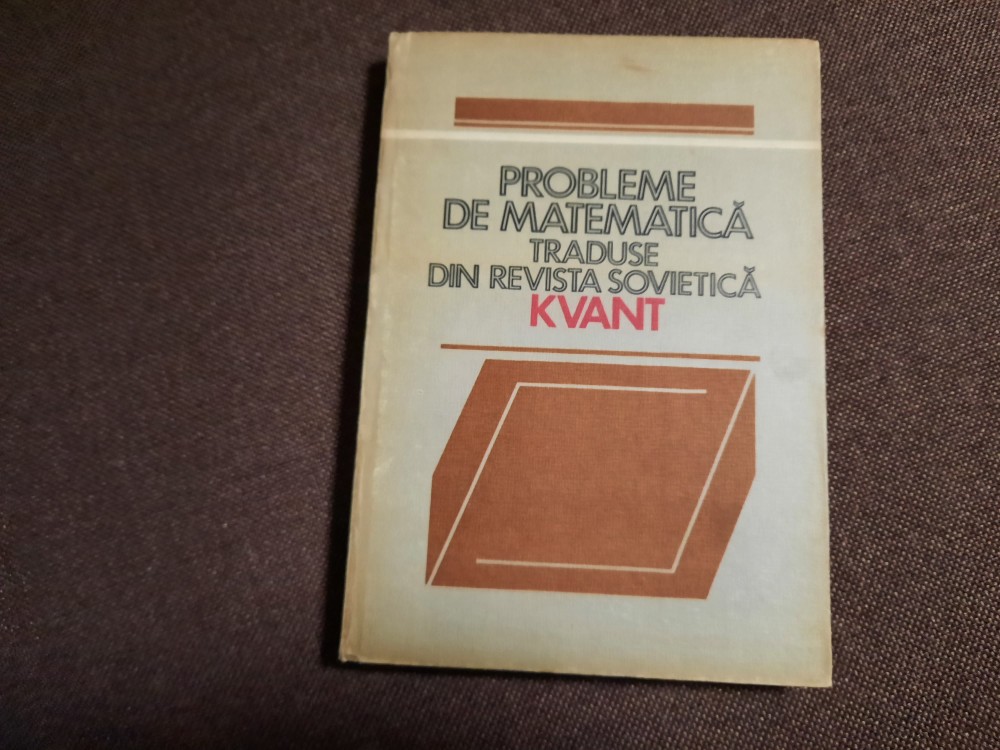 PROBLEME
DE MATEMATICĂ
TRADUSE
DIN REVISTA SOVIETICĂ
KVANT